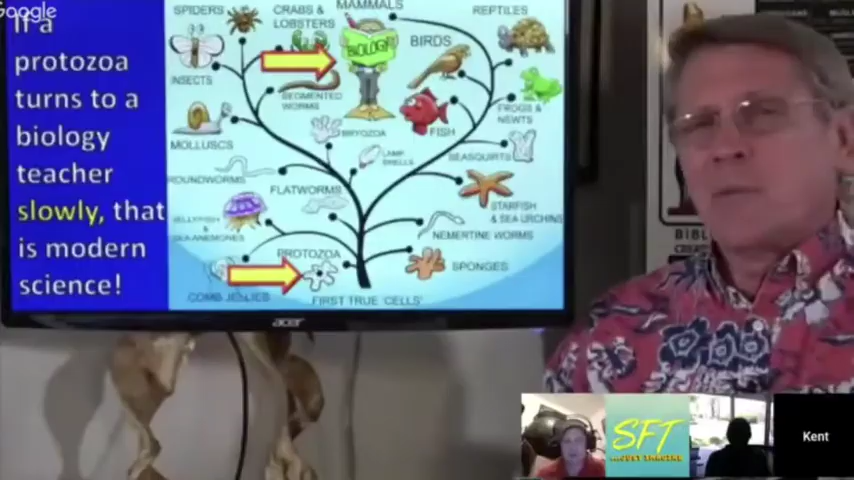 Google
If a
protozoa
turns to a
biology
teacher
slowly, that
is modern
science!
SPIDERS
CRABS &
LOBSTERS
MAMMALS
REPTILES
BIOLOGY
BIRDS
INSECTS
SEGMENTED
WORMS
FROGS &
NEWTS
FISH
MOLLUSCS
BRYOZOA
LAMP
SHELLS
SEASQUIRTS
ROUNDWORMS
FLATWORMS
STARFISH
& SEA URCHINS
JELLYFISH
& SEA ANEMONES
NEMERTINE WORMS
PROTOZOA
SPONGES
COMB JELLIES
FIRST TRUE 'CELLS'
acer
BIBL
SFT
Kent